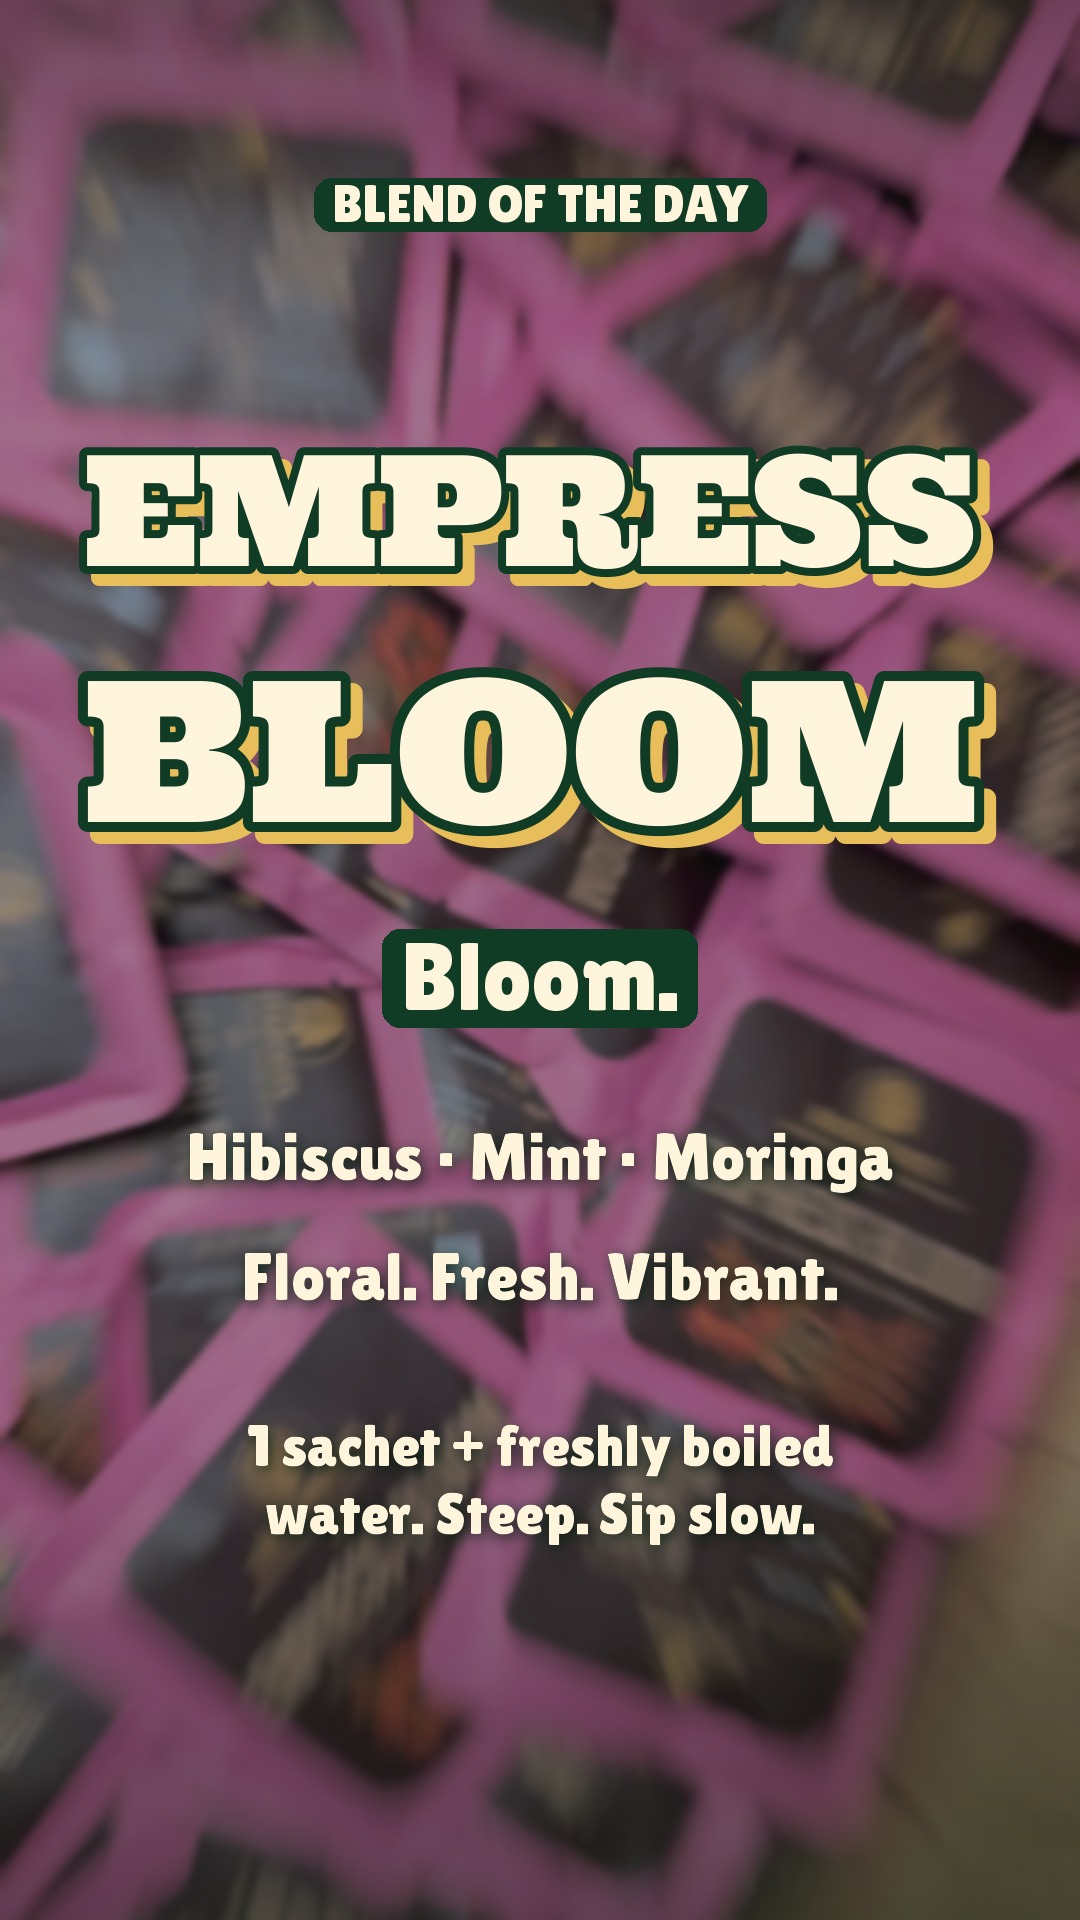 BLEND OF THE DAY
EMPRESS
BLOOM
Bloom.
Hibiscus · Mint · Moringa
Floral. Fresh. Vibrant.
1 sachet + freshly boiled
water. Steep. Sip slow.